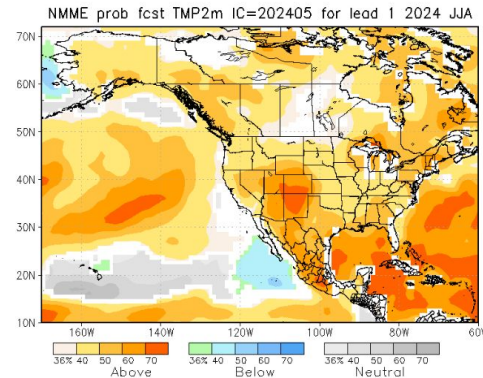 NMME prob fcst TMP2m IC=202405 for lead 1 2024 JJA
70N
60N
50N
40N
30N
20N
10N
160W 140W 120W 100W 80W 60W
36% 40 50 60 70 36% 40 50 60 70 36% 40 50 60 70
Above Below Neutral